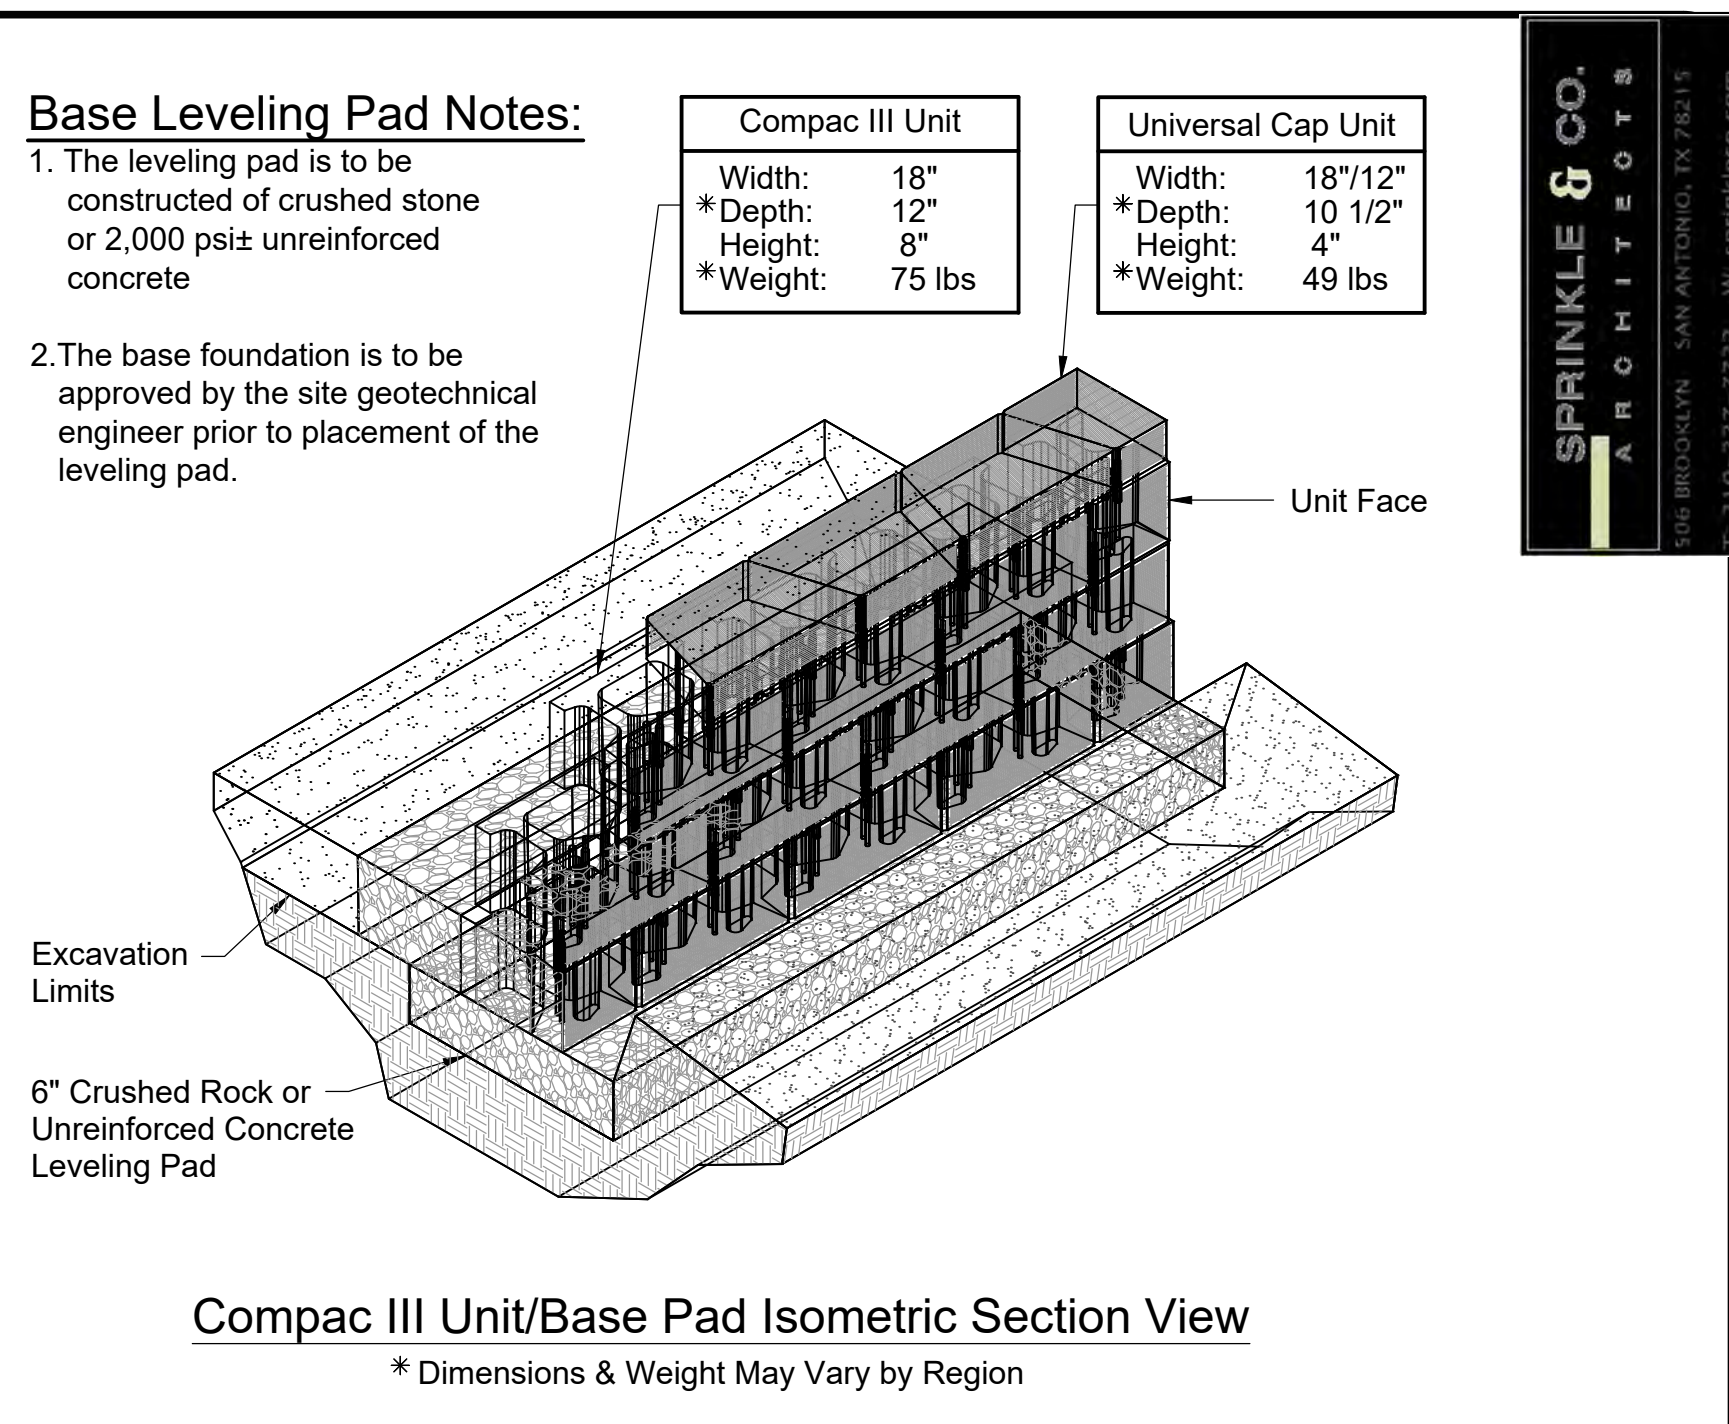 Base Leveling Pad Notes:
1. The leveling pad is to be
constructed of crushed stone
or 2,000 psi± unreinforced
concrete
2.The base foundation is to be
approved by the site geotechnical
engineer prior to placement of the
leveling pad.
Compac III Unit
Width: 18"
*Depth: 12"
Height: 8"
*Weight: 75 lbs
Universal Cap Unit
Width: 18"/12"
*Depth: 10 1/2"
Height: 4"
*Weight: 49 lbs
Unit Face
Excavation
Limits
6" Crushed Rock or
Unreinforced Concrete
Leveling Pad
Compac III Unit/Base Pad Isometric Section View
* Dimensions & Weight May Vary by Region
SPRINKLE & CO.
ARCHITECTS
506 BROOKLYN SAN ANTONIO, TX 78215